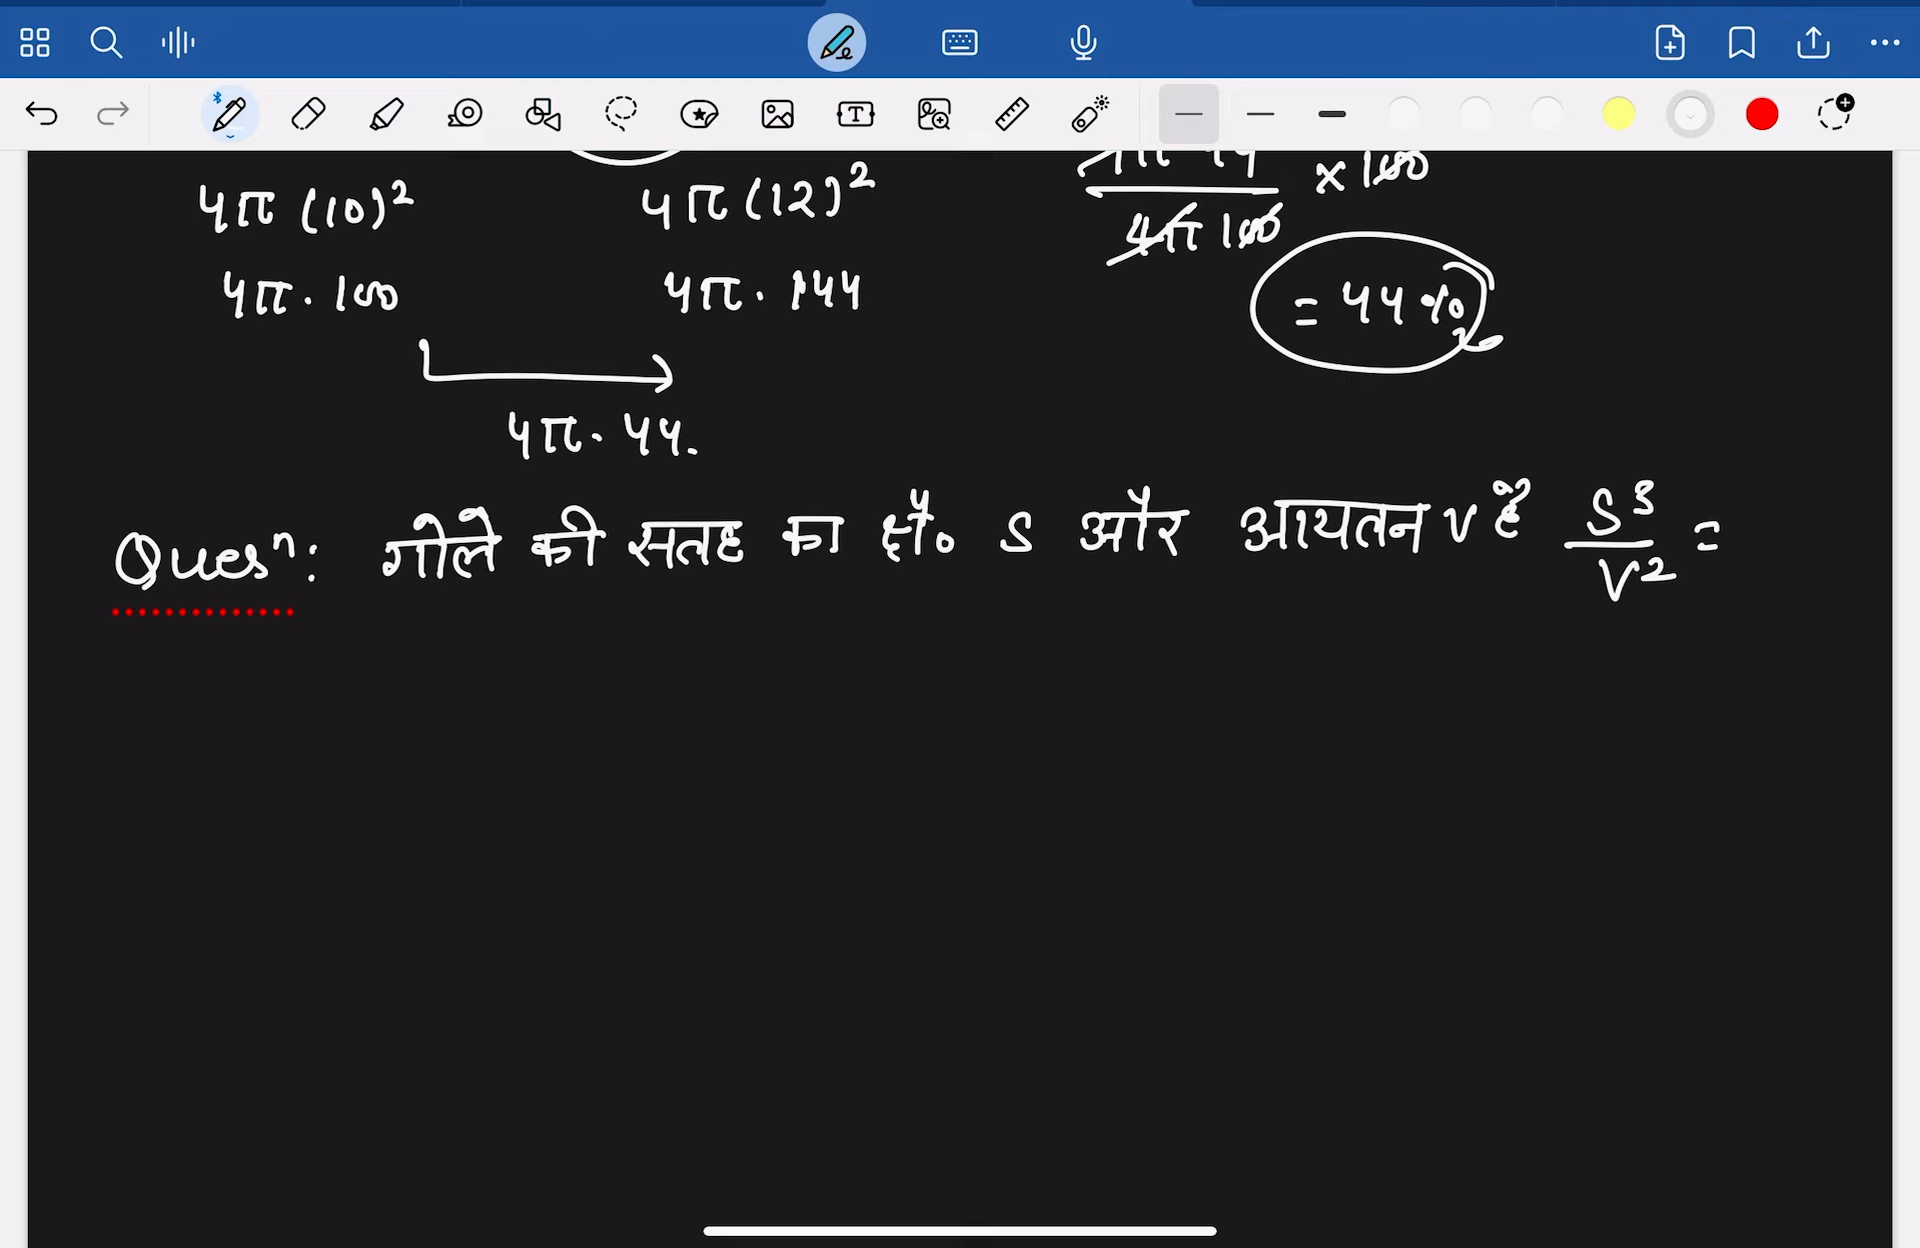 4π (10)² 4π (12)² × 100
4π 100
4π · 100 4π · 144 = 44 %
4π · 44.
Quesⁿ: गोले की सतह का क्षे० S और आयतन V है S³/V² =